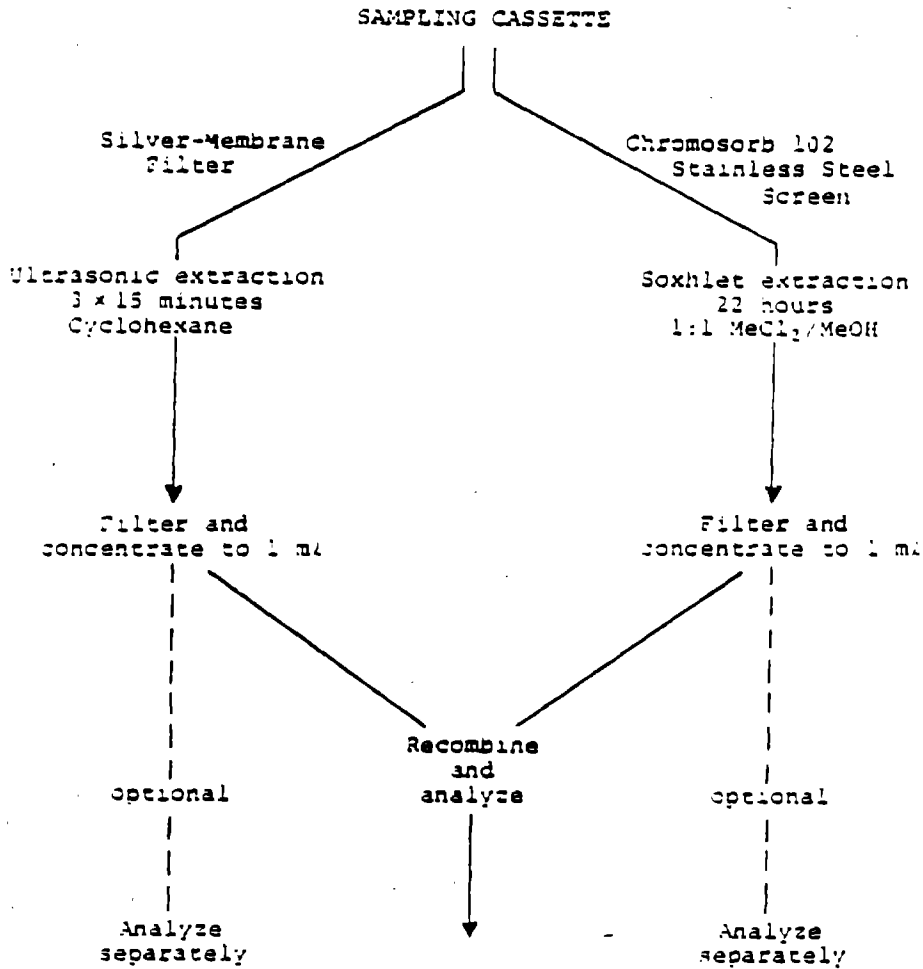 SAMPLING CASSETTE
Silver-Membrane
Filter
Chromosorb 102
Stainless Steel
Screen
Ultrasonic extraction
3 × 15 minutes
Cyclohexane
Soxhlet extraction
22 hours
1:1 MeCl₂/MeOH
Filter and
concentrate to 1 mℓ
Filter and
concentrate to 1 mℓ
Recombine
and
analyze
optional
optional
Analyze
separately
Analyze
separately